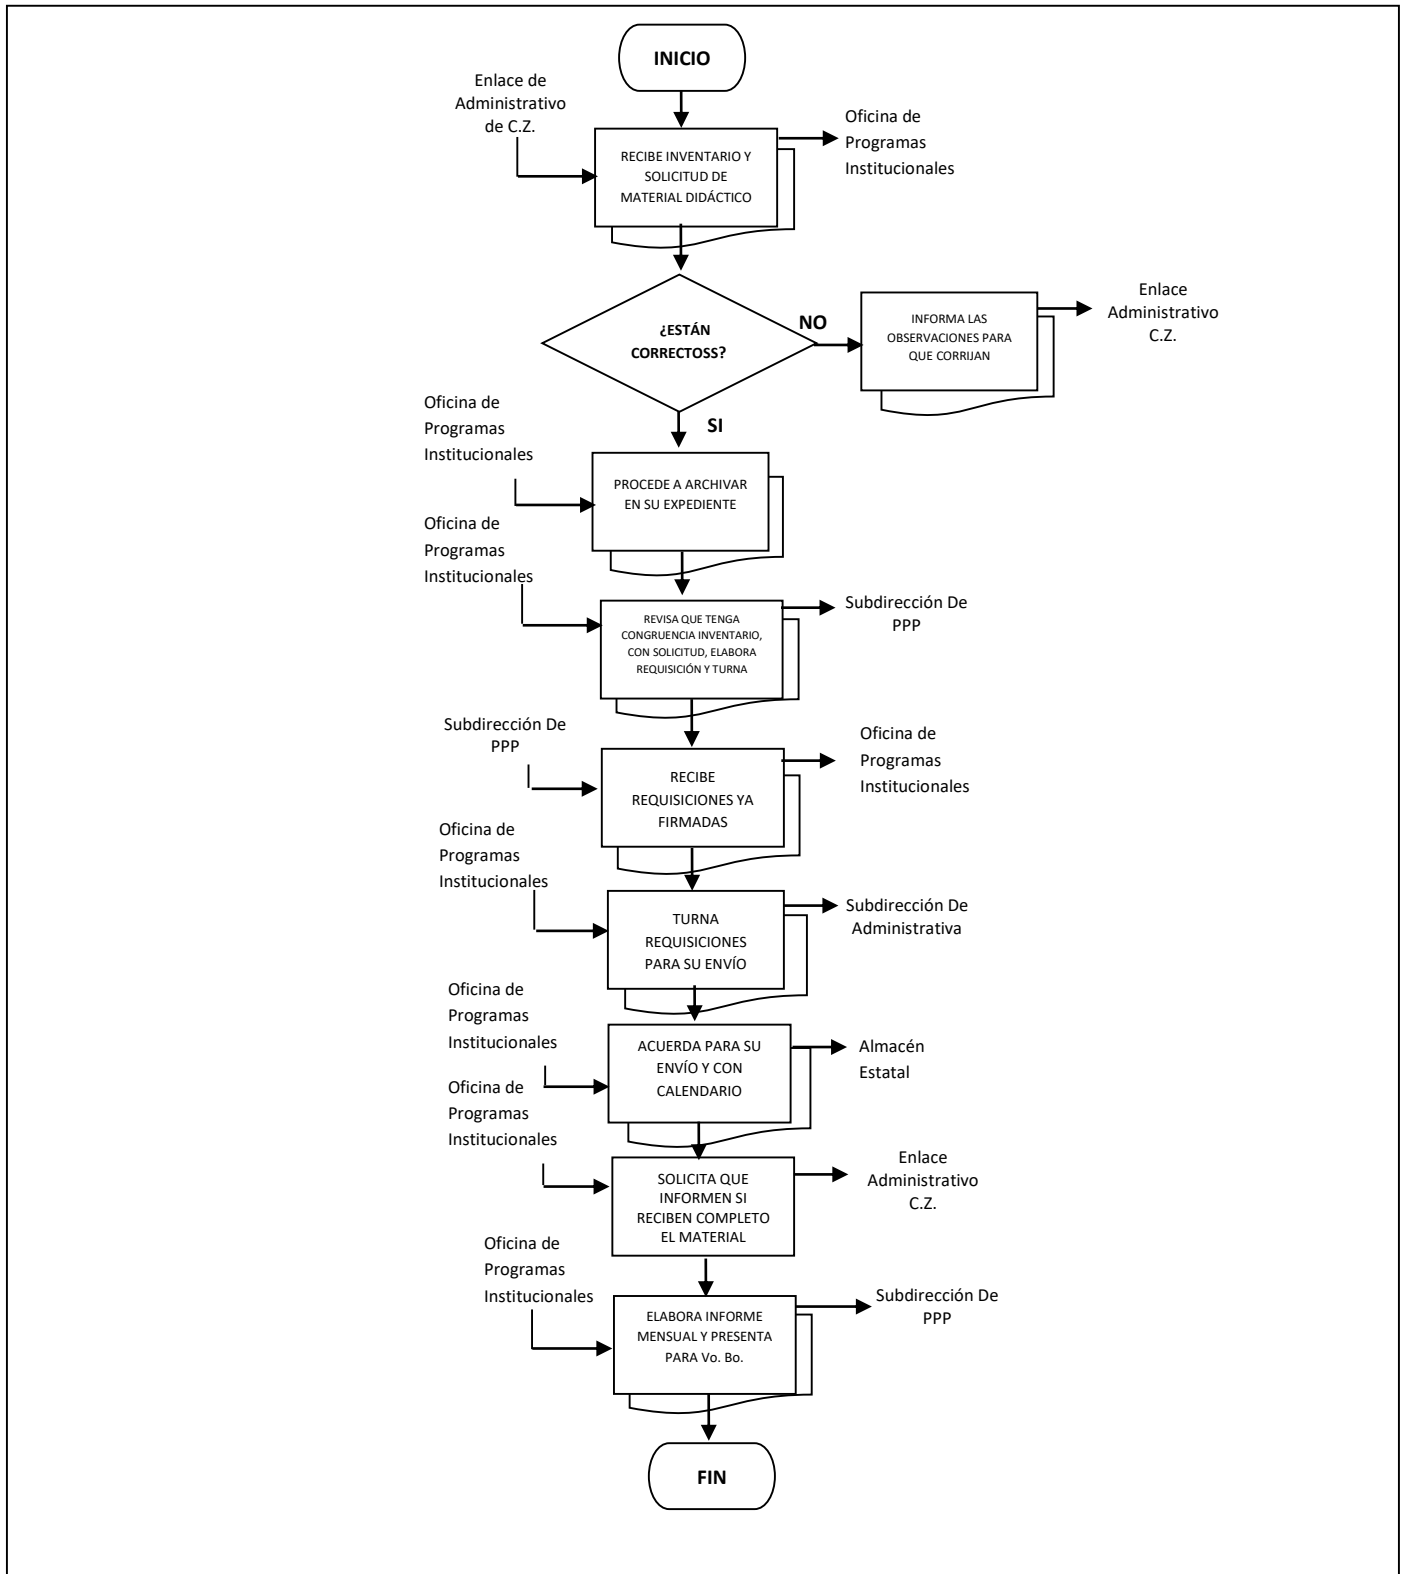 INICIO
Enlace de
Administrativo
de C.Z.
Oficina de
Programas
Institucionales
RECIBE INVENTARIO Y
SOLICITUD DE
MATERIAL DIDÁCTICO
¿ESTÁN
CORRECTOSS?
NO
INFORMA LAS
OBSERVACIONES PARA
QUE CORRIJAN
Enlace
Administrativo
C.Z.
SI
Oficina de
Programas
Institucionales
PROCEDE A ARCHIVAR
EN SU EXPEDIENTE
Oficina de
Programas
Institucionales
REVISA QUE TENGA
CONGRUENCIA INVENTARIO,
CON SOLICITUD, ELABORA
REQUISICIÓN Y TURNA
Subdirección De
PPP
Subdirección De
PPP
RECIBE
REQUISICIONES YA
FIRMADAS
Oficina de
Programas
Institucionales
Oficina de
Programas
Institucionales
TURNA
REQUISICIONES
PARA SU ENVÍO
Subdirección De
Administrativa
Oficina de
Programas
Institucionales
ACUERDA PARA SU
ENVÍO Y CON
CALENDARIO
Almacén
Estatal
Oficina de
Programas
Institucionales
SOLICITA QUE
INFORMEN SI
RECIBEN COMPLETO
EL MATERIAL
Enlace
Administrativo
C.Z.
Oficina de
Programas
Institucionales
ELABORA INFORME
MENSUAL Y PRESENTA
PARA Vo. Bo.
Subdirección De
PPP
FIN